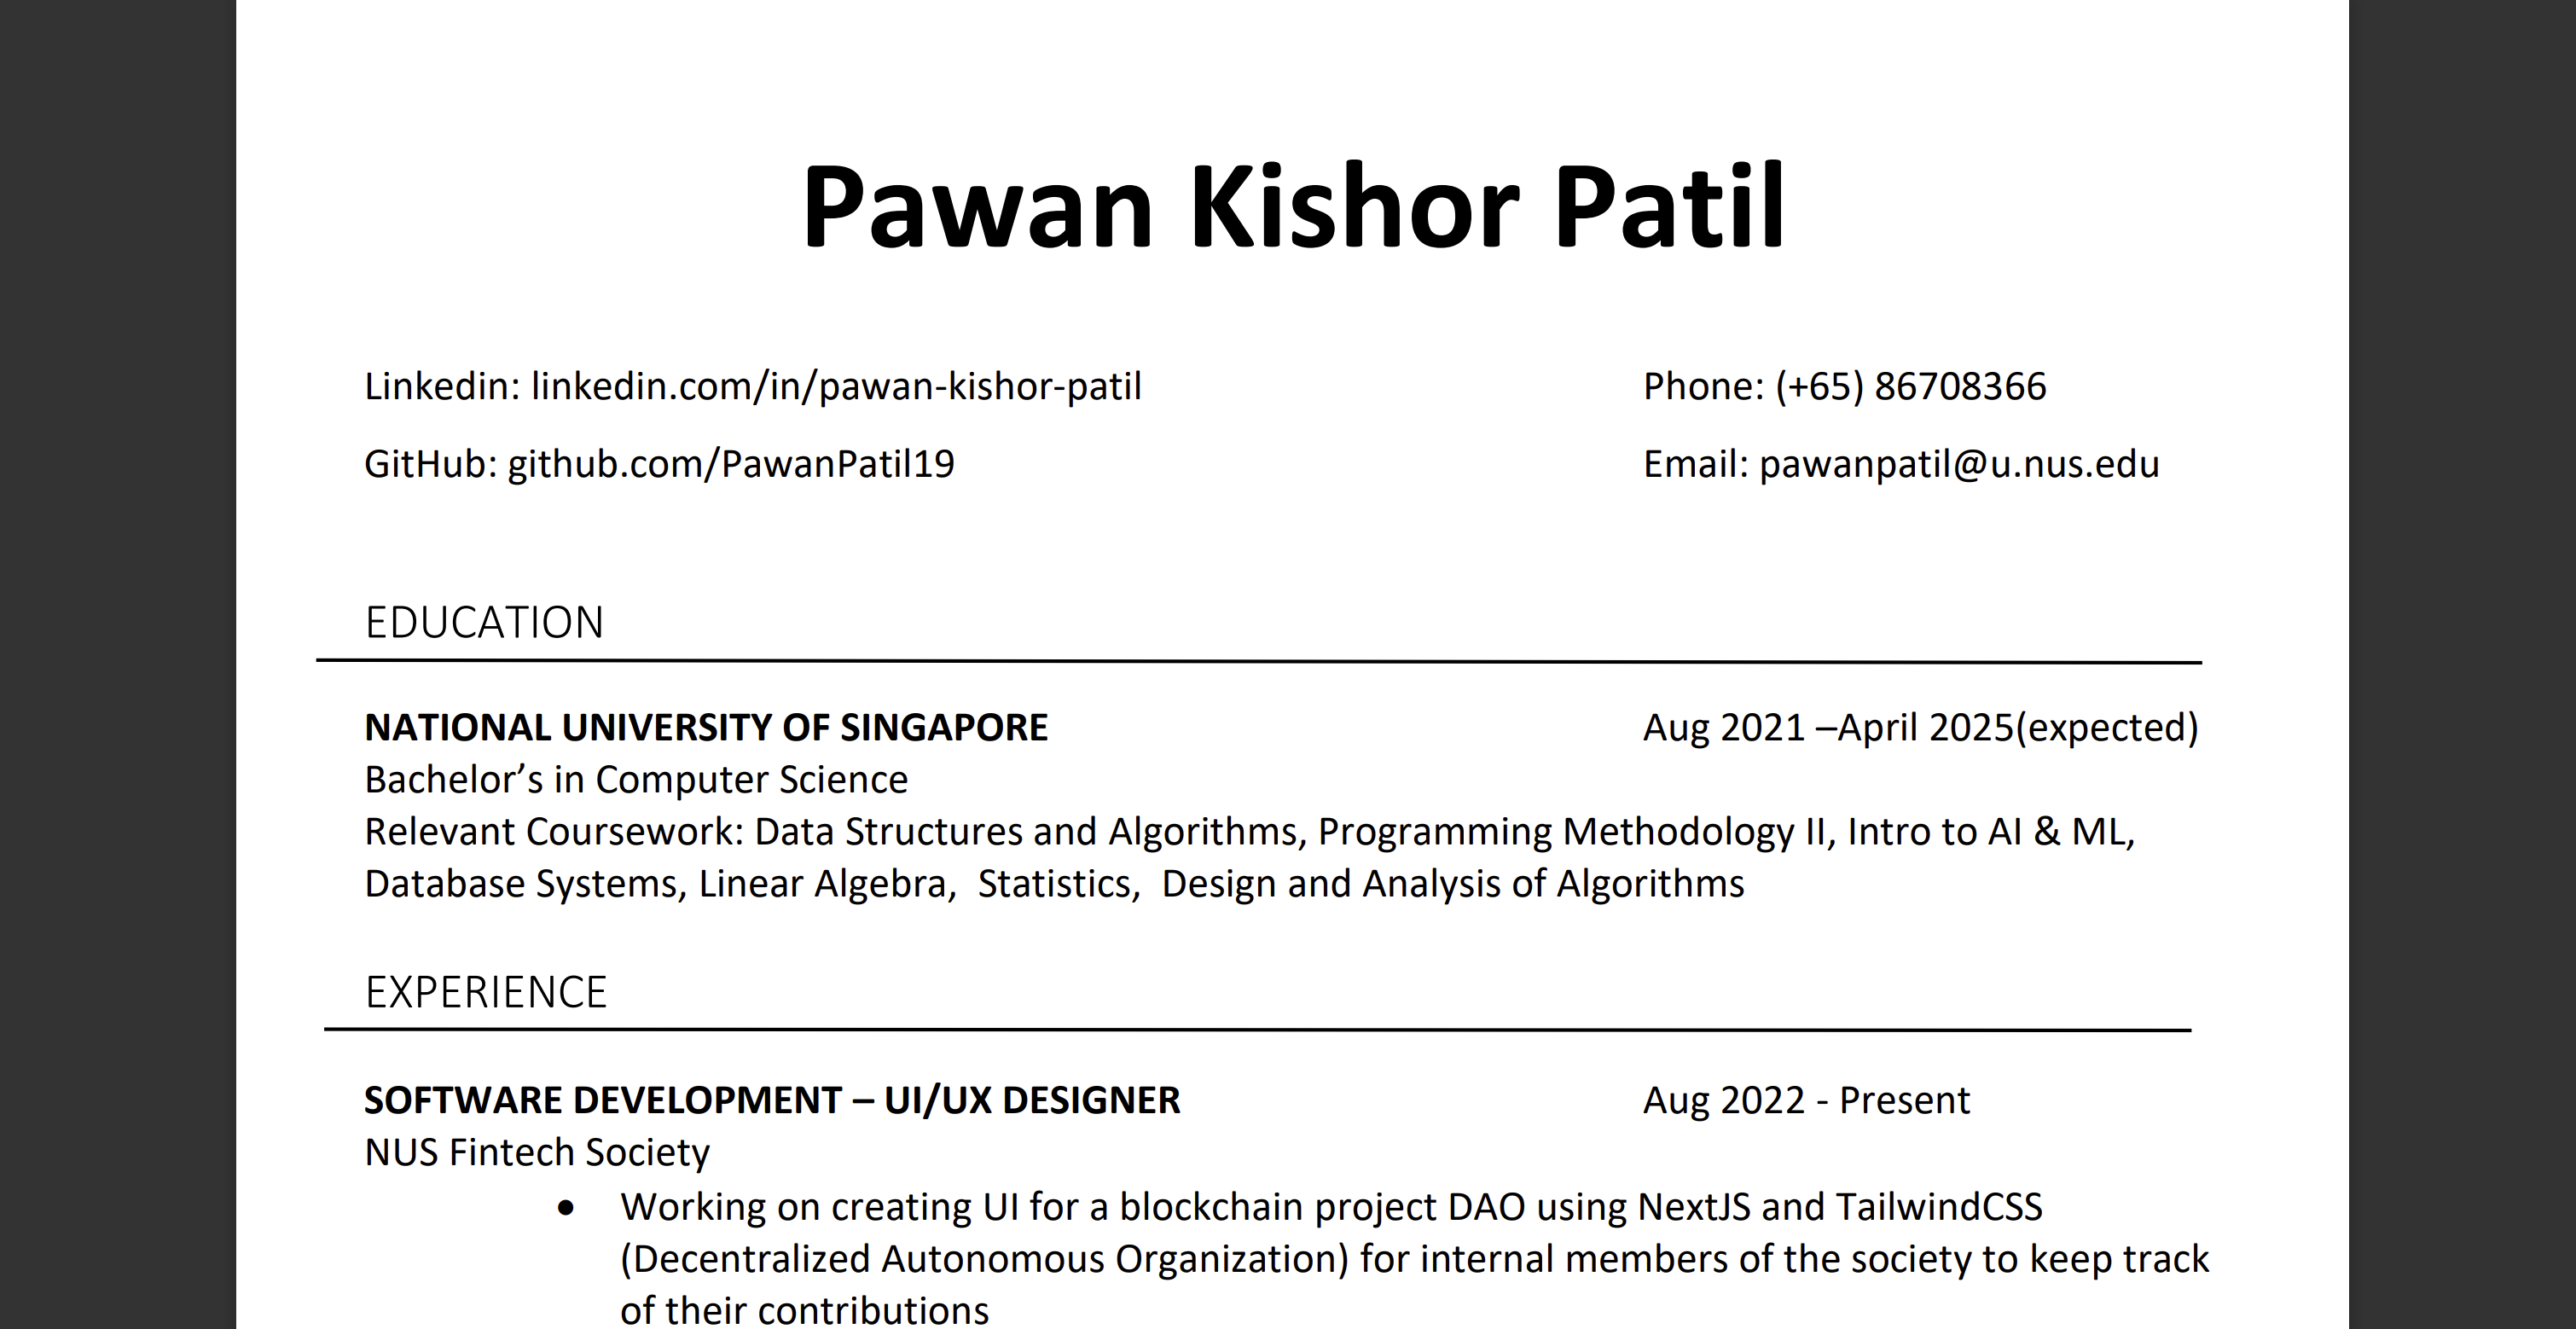 Pawan Kishor Patil
Linkedin: linkedin.com/in/pawan-kishor-patil Phone: (+65) 86708366
GitHub: github.com/PawanPatil19 Email: pawanpatil@u.nus.edu
EDUCATION
NATIONAL UNIVERSITY OF SINGAPORE Aug 2021 –April 2025(expected)
Bachelor’s in Computer Science
Relevant Coursework: Data Structures and Algorithms, Programming Methodology II, Intro to AI & ML,
Database Systems, Linear Algebra,  Statistics,  Design and Analysis of Algorithms
EXPERIENCE
SOFTWARE DEVELOPMENT – UI/UX DESIGNER Aug 2022 - Present
NUS Fintech Society
• Working on creating UI for a blockchain project DAO using NextJS and TailwindCSS
(Decentralized Autonomous Organization) for internal members of the society to keep track
of their contributions